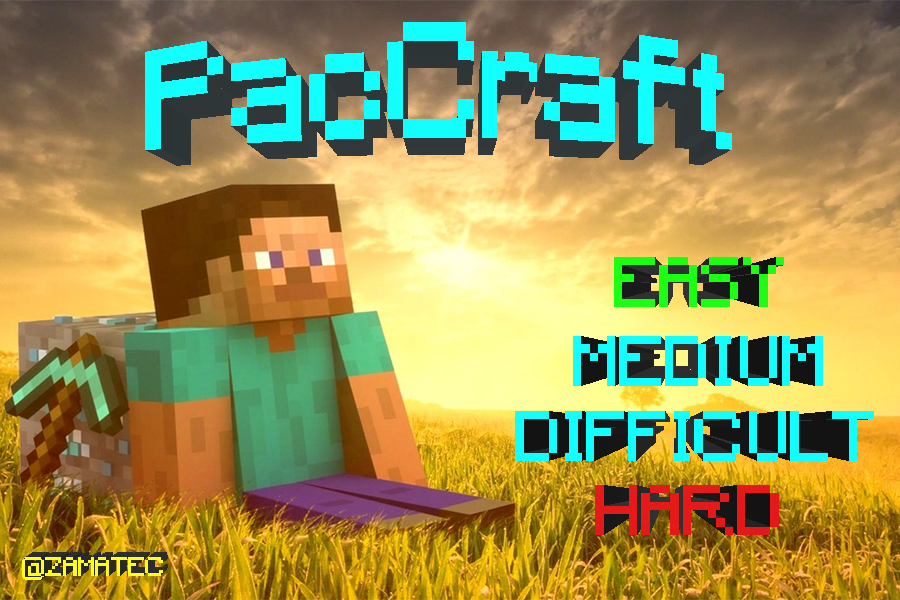 PacCraft
EASY
MEDIUM
DIFFICULT
HARD
@ZAMATEC